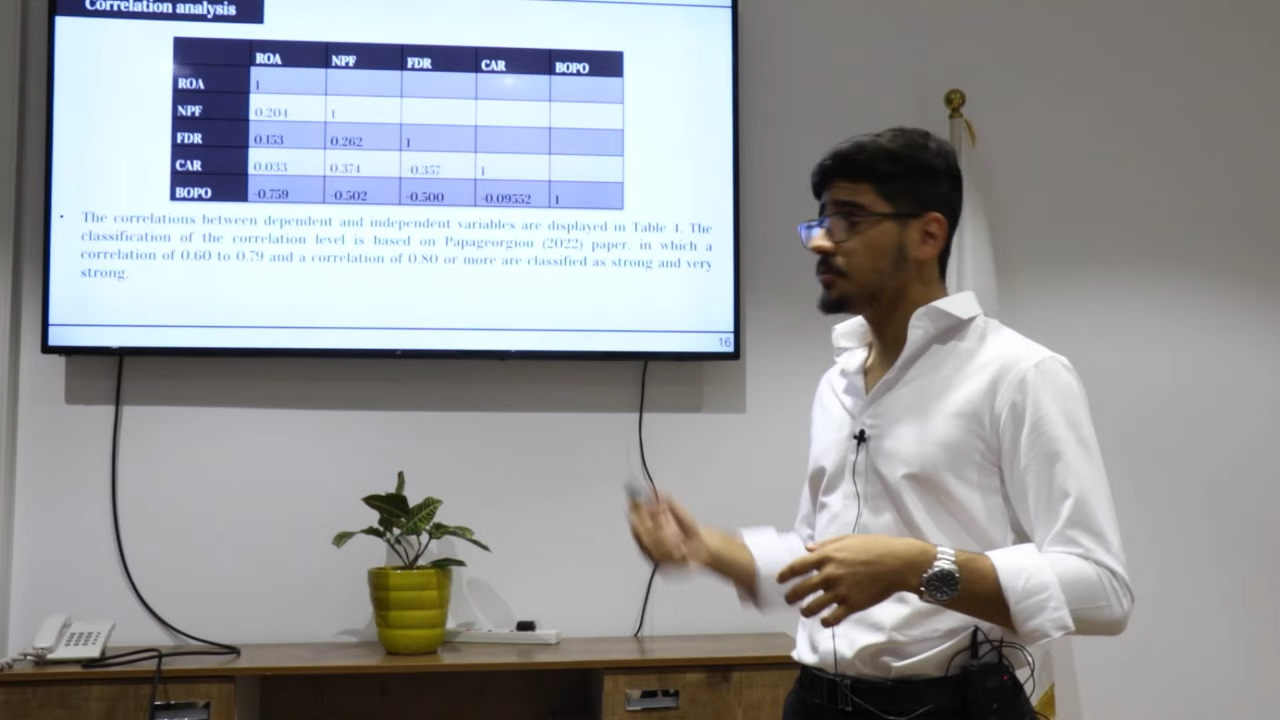 Correlation analysis
ROA NPF FDR CAR BOPO
ROA 1
NPF 0.204 1
FDR 0.153 0.262 1
CAR 0.033 0.374 -0.357 1
BOPO -0.759 -0.502 -0.500 -0.09552 1
• The correlations between dependent and independent variables are displayed in Table 4. The
classification of the correlation level is based on Papageorgiou (2022) paper, in which a
correlation of 0.60 to 0.79 and a correlation of 0.80 or more are classified as strong and very
strong.
16